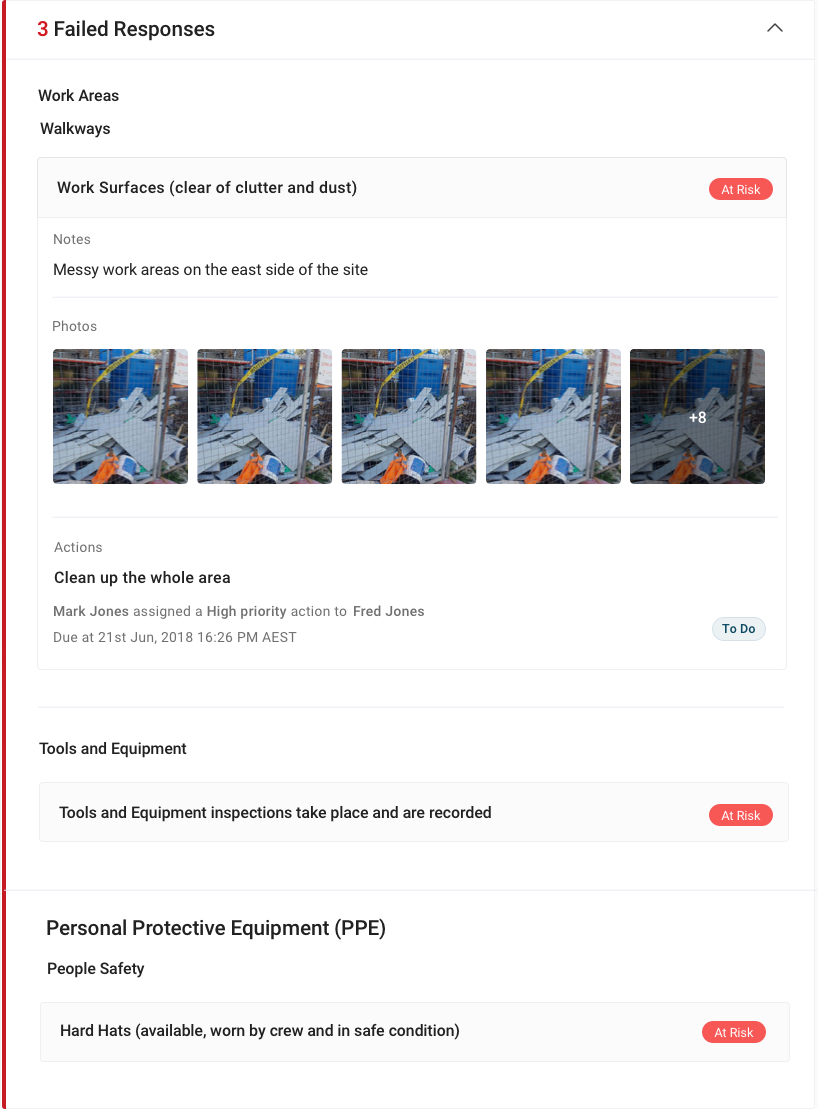 3 Failed Responses
Work Areas
Walkways
Work Surfaces (clear of clutter and dust)
At Risk
Notes
Messy work areas on the east side of the site
Photos
+8
Actions
Clean up the whole area
Mark Jones assigned a High priority action to Fred Jones
Due at 21st Jun, 2018 16:26 PM AEST
To Do
Tools and Equipment
Tools and Equipment inspections take place and are recorded
At Risk
Personal Protective Equipment (PPE)
People Safety
Hard Hats (available, worn by crew and in safe condition)
At Risk